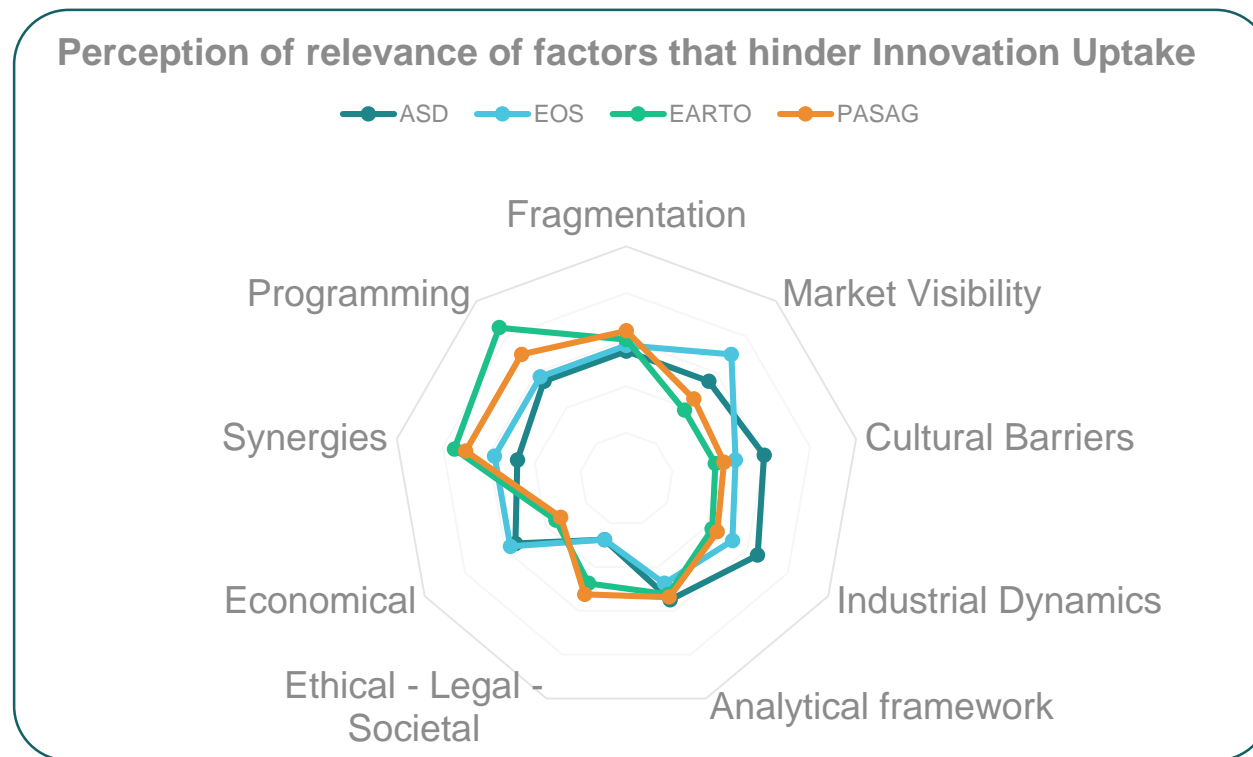 Perception of relevance of factors that hinder Innovation Uptake
ASD EOS EARTO PASAG
Fragmentation
Programming
Market Visibility
Synergies
Cultural Barriers
Economical
Industrial Dynamics
Ethical - Legal -
Societal
Analytical framework